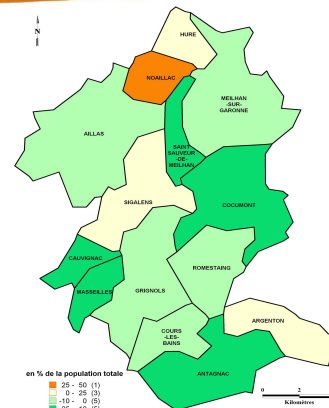 N
HURE
NOAILLAC
MEILHAN
-SUR-
GARONNE
AILLAS
SAINT
SAUVEUR
-DE-
MEILHAN
COCUMONT
SIGALENS
CAUVIGNAC
ROMESTAING
MASSEILLES
GRIGNOLS
ARGENTON
COURS
-LES-
BAINS
ANTAGNAC
en % de la population totale
25 - 50 (1)
0 - 25 (3)
-10 - 0 (5)
0 2
Kilomètres